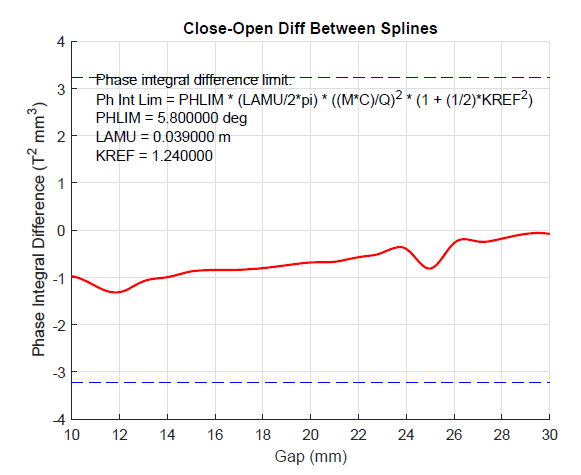 Close-Open Diff Between Splines
Phase Integral Difference (T² mm³)
4
3
2
1
0
-1
-2
-3
-4
Phase integral difference limit:
Ph Int Lim = PHLIM * (LAMU/2*pi) * ((M*C)/Q)² * (1 + (1/2)*KREF²)
PHLIM = 5.800000 deg
LAMU = 0.039000 m
KREF = 1.240000
10 12 14 16 18 20 22 24 26 28 30
Gap (mm)